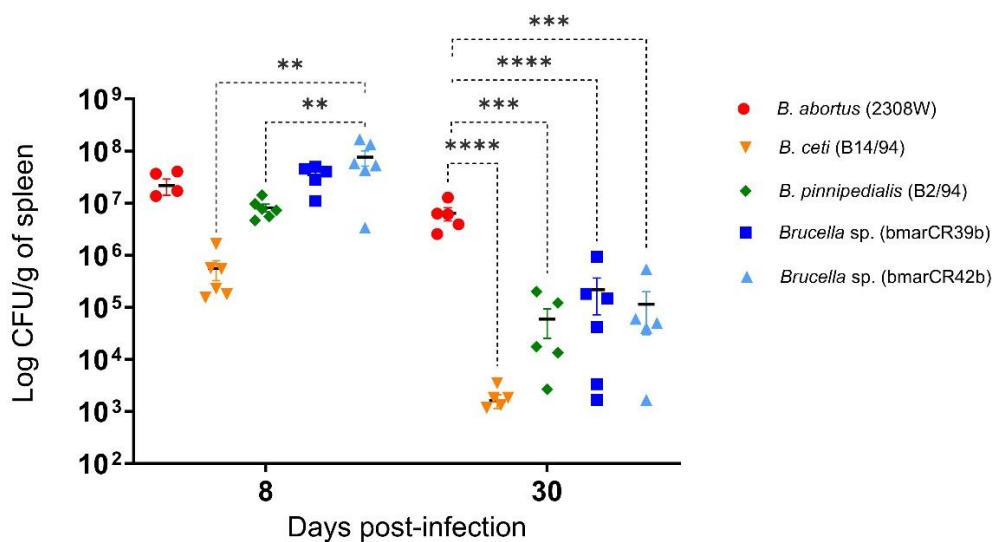 Log CFU/g of spleen
10⁹
10⁸
10⁷
10⁶
10⁵
10⁴
10³
10²
**
**
***
****
***
****
8
30
Days post-infection
B. abortus (2308W)
B. ceti (B14/94)
B. pinnipedialis (B2/94)
Brucella sp. (bmarCR39b)
Brucella sp. (bmarCR42b)